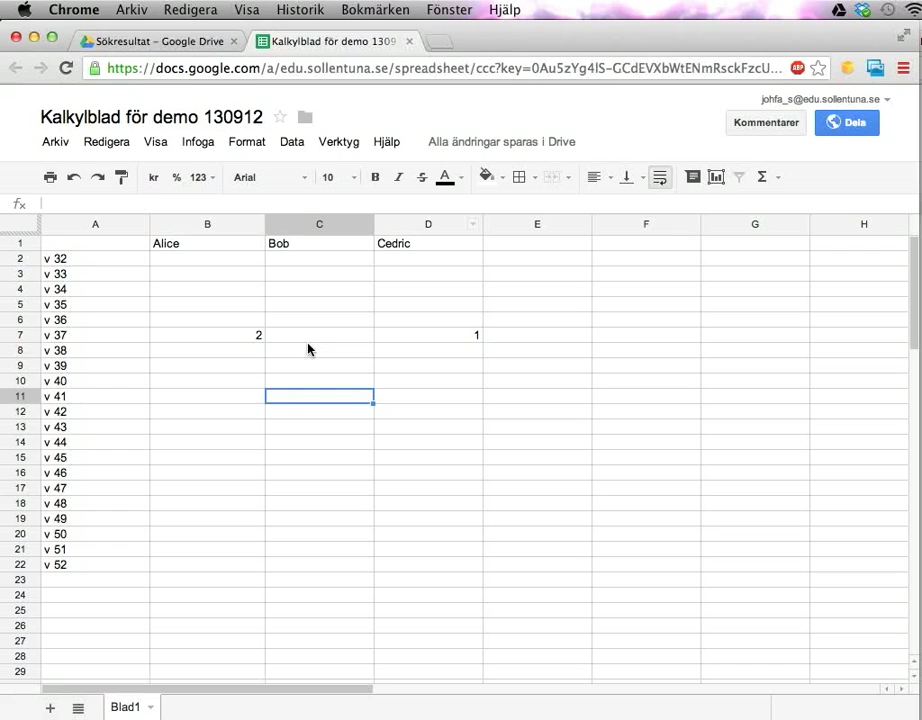 Chrome Arkiv Redigera Visa Historik Bokmärken Fönster Hjälp
Sökresultat – Google Drive
Kalkylblad för demo 1309
https://docs.google.com/a/edu.sollentuna.se/spreadsheet/ccc?key=0Au5zYg4lS-GCdEVXbWtENmRsckFzcU...
ABP
johfa_s@edu.sollentuna.se
Kalkylblad för demo 130912
Kommentarer Dela
Arkiv Redigera Visa Infoga Format Data Verktyg Hjälp Alla ändringar sparas i Drive
kr % 123 Arial 10 B I S A Σ
fx
A B C D E F G H
1 Alice Bob Cedric
2 v 32
3 v 33
4 v 34
5 v 35
6 v 36
7 v 37 2 1
8 v 38
9 v 39
10 v 40
11 v 41
12 v 42
13 v 43
14 v 44
15 v 45
16 v 46
17 v 47
18 v 48
19 v 49
20 v 50
21 v 51
22 v 52
23
24
25
26
27
28
29
Blad1